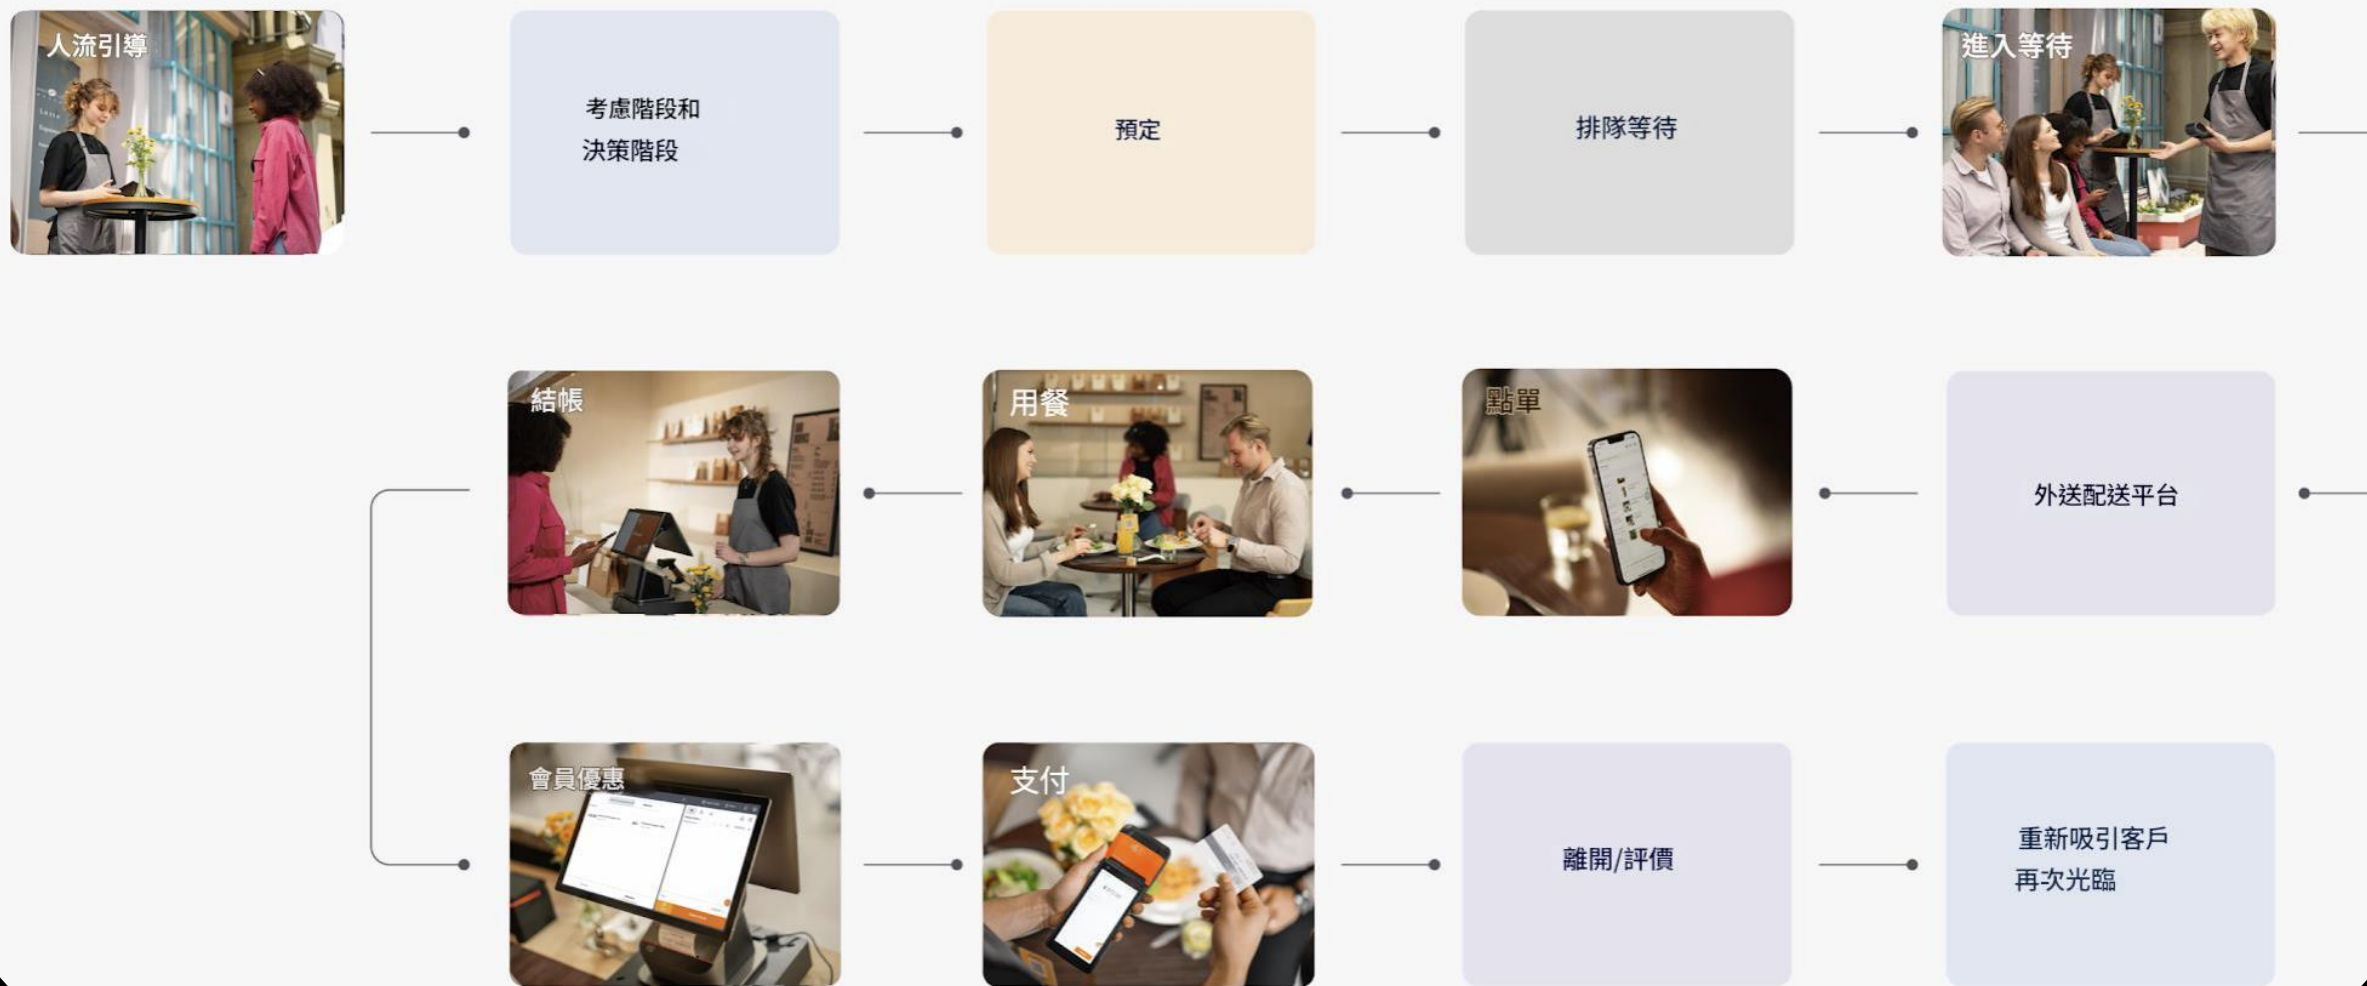 人流引導
考慮階段和
決策階段
預定
排隊等待
進入等待
外送配送平台
點單
用餐
結帳
會員優惠
支付
離開/評價
重新吸引客戶
再次光臨